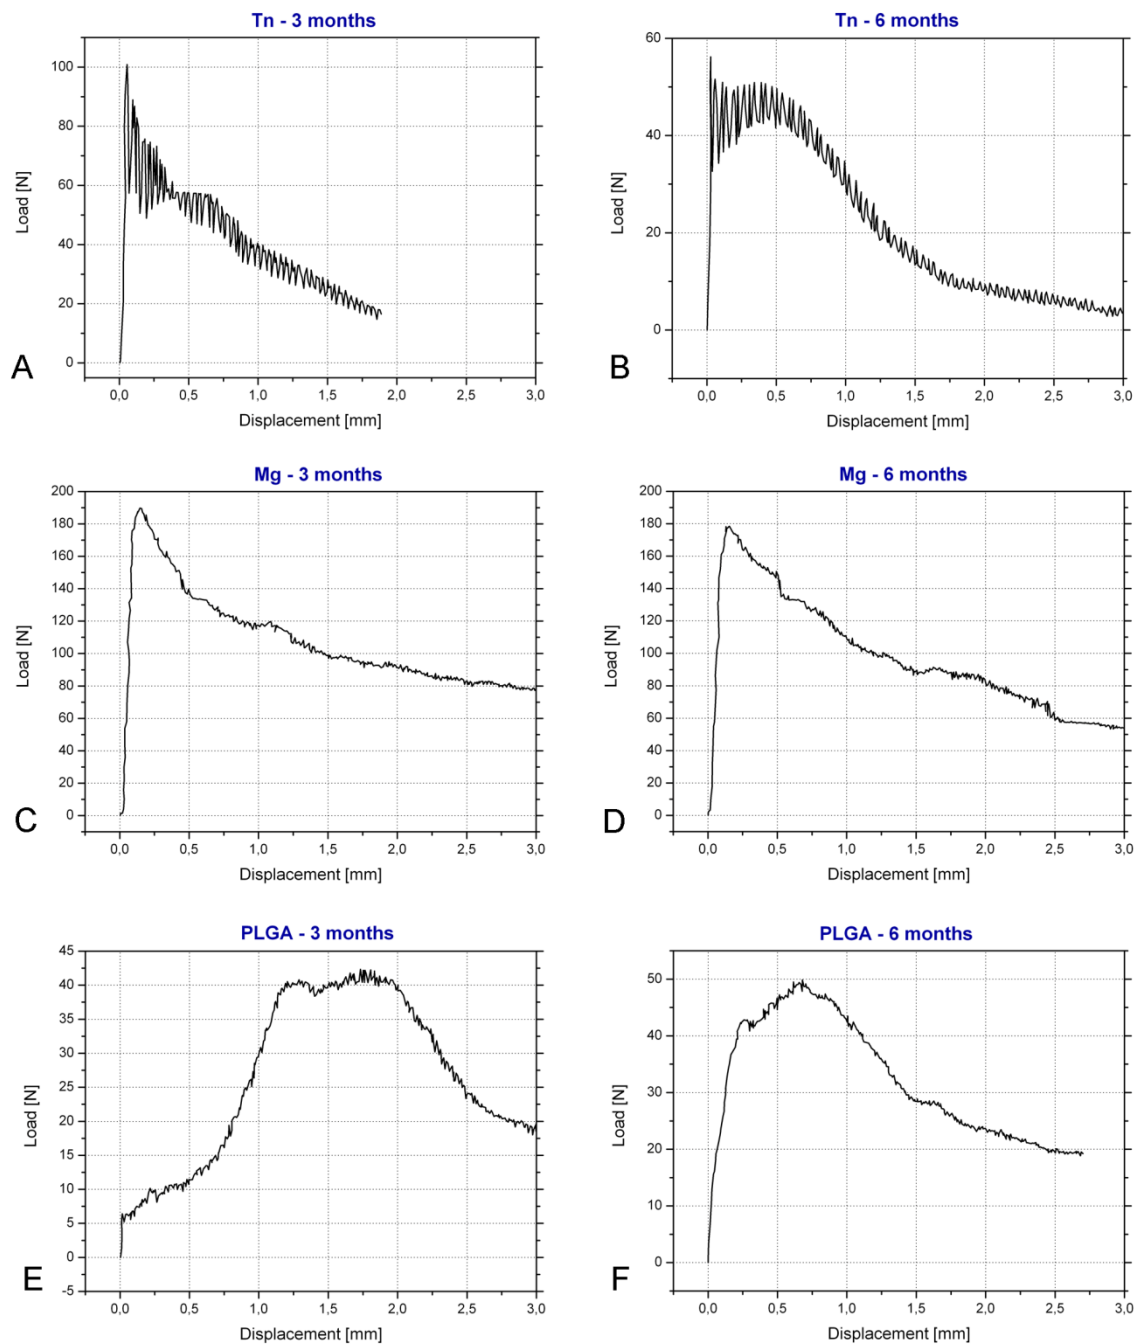 Tn - 3 months
100
80
60
40
20
0
Load [N]
0,0 0,5 1,0 1,5 2,0 2,5 3,0
Displacement [mm]
A
Tn - 6 months
60
40
20
0
Load [N]
0,0 0,5 1,0 1,5 2,0 2,5 3,0
Displacement [mm]
B
Mg - 3 months
200
180
160
140
120
100
80
60
40
20
0
Load [N]
0,0 0,5 1,0 1,5 2,0 2,5 3,0
Displacement [mm]
C
Mg - 6 months
200
180
160
140
120
100
80
60
40
20
0
Load [N]
0,0 0,5 1,0 1,5 2,0 2,5 3,0
Displacement [mm]
D
PLGA - 3 months
45
40
35
30
25
20
15
10
5
0
-5
Load [N]
0,0 0,5 1,0 1,5 2,0 2,5 3,0
Displacement [mm]
E
PLGA - 6 months
50
40
30
20
10
0
Load [N]
0,0 0,5 1,0 1,5 2,0 2,5 3,0
Displacement [mm]
F